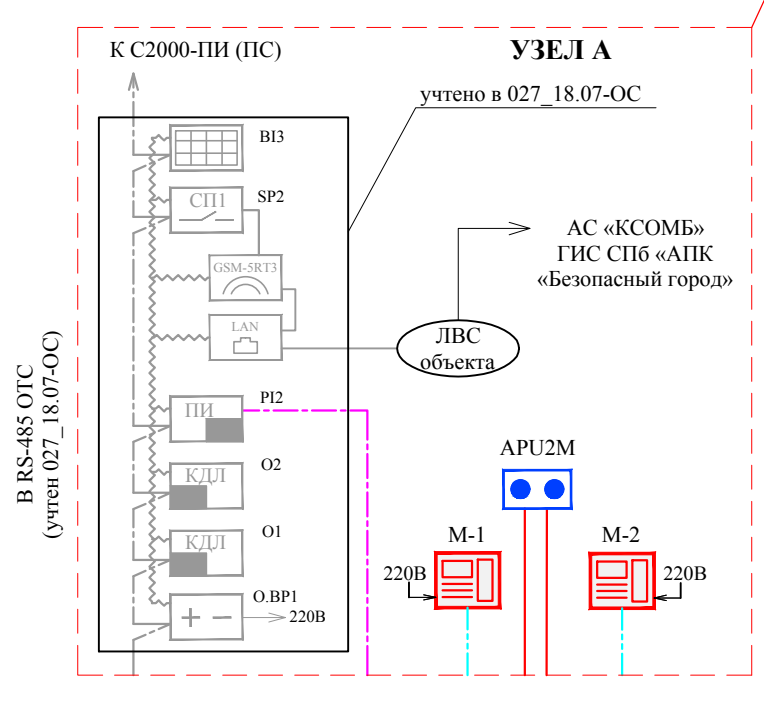 К С2000-ПИ (ПС)
УЗЕЛ А
учтено в 027_18.07-ОС
BI3
СП1
SP2
GSM-5RT3
LAN
АС «КСОМБ»
ГИС СПб «АПК
«Безопасный город»
ЛВС
объекта
В RS-485 ОТС
(учтен 027_18.07-ОС)
ПИ
PI2
КДЛ
О2
КДЛ
О1
О.ВР1
220В
APU2M
М-1
М-2
220В
220В